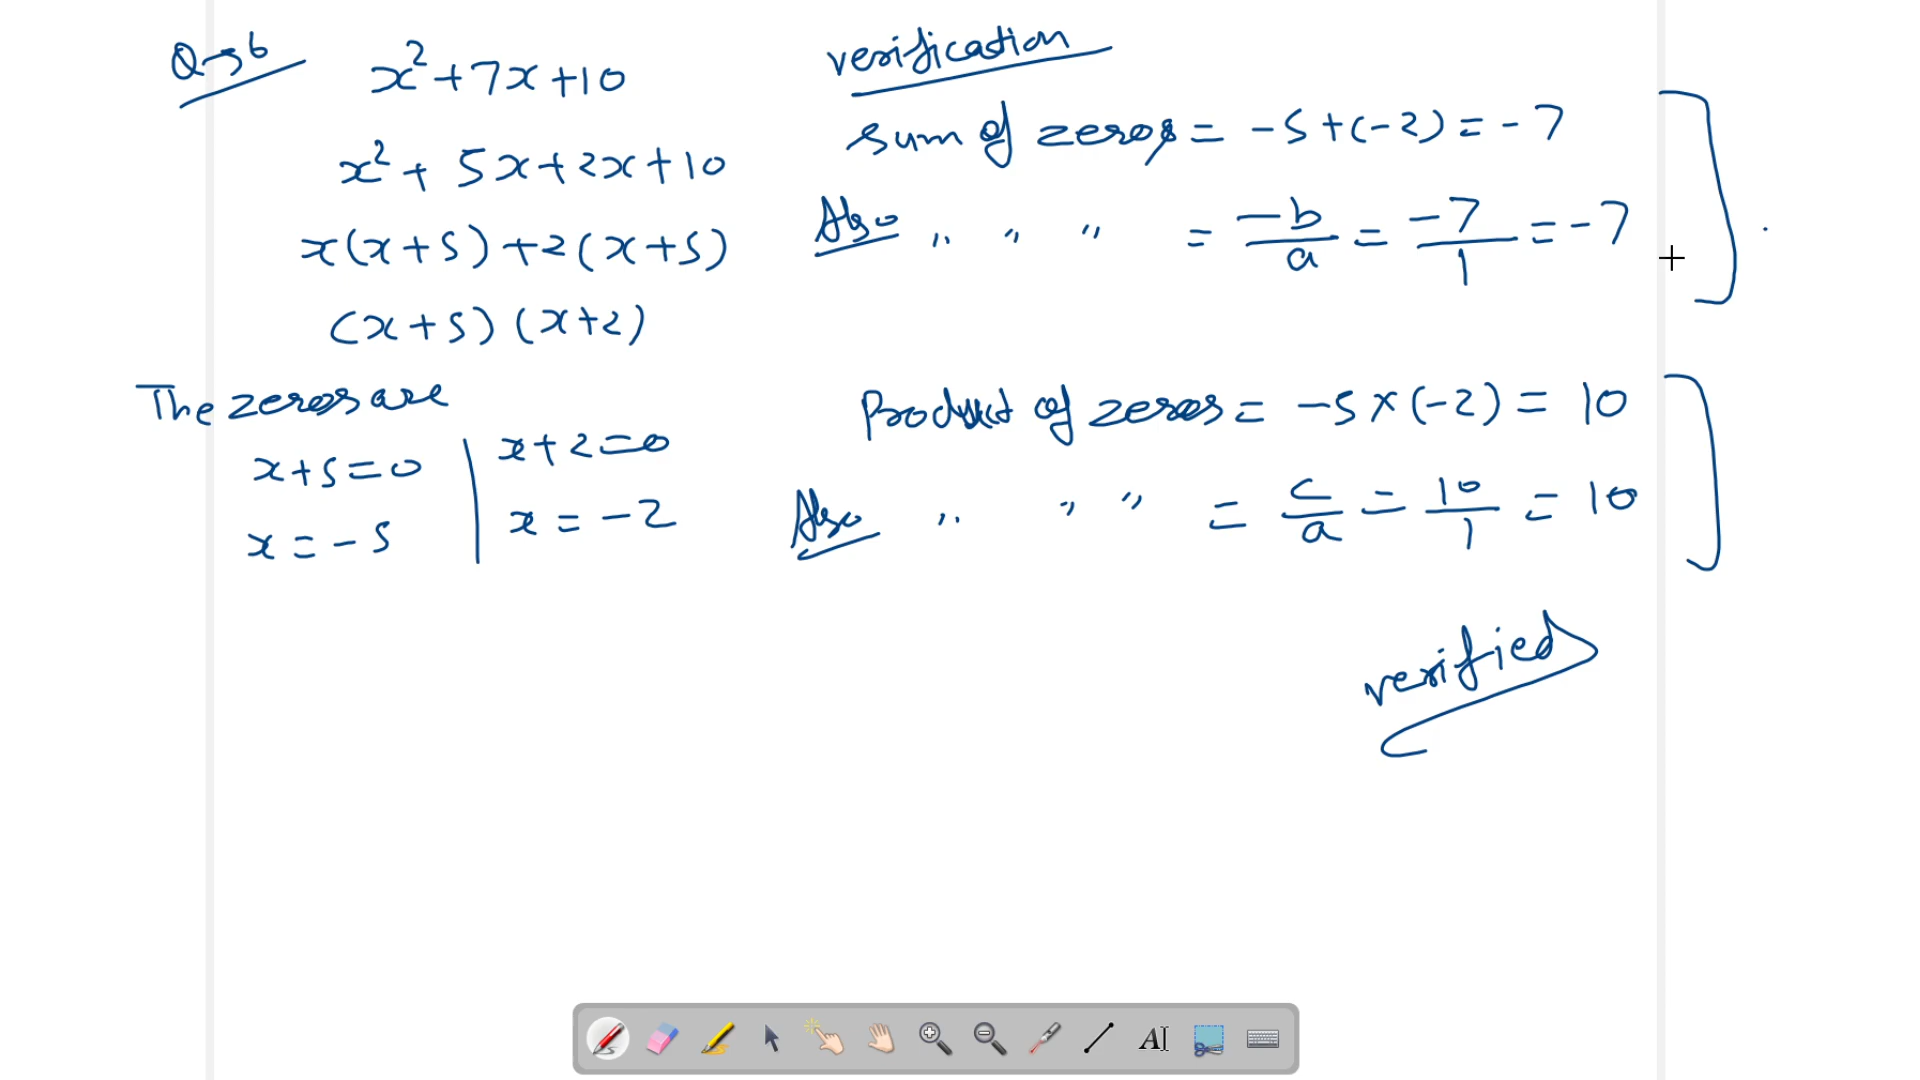 Q→6
x²+7x+10
x²+5x+2x+10
x(x+5)+2(x+5)
(x+5)(x+2)
The zeros are
x+5=0
x=-5
x+2=0
x=-2
verification
sum of zeros = -5+(-2)=-7
Also " " " = -b/a = -7/1 = -7
Product of zeros = -5×(-2) = 10
Also " " " = c/a = 10/1 = 10
verified